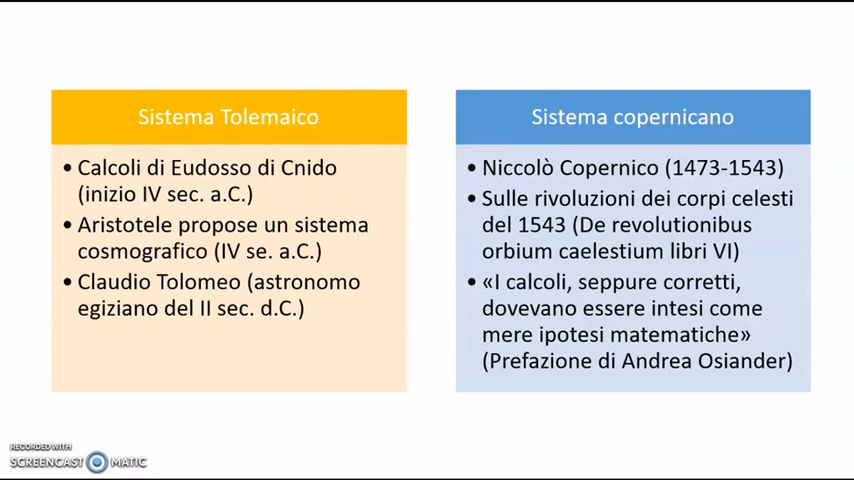 Sistema Tolemaico
• Calcoli di Eudosso di Cnido
(inizio IV sec. a.C.)
• Aristotele propose un sistema
cosmografico (IV se. a.C.)
• Claudio Tolomeo (astronomo
egiziano del II sec. d.C.)
Sistema copernicano
• Niccolò Copernico (1473-1543)
• Sulle rivoluzioni dei corpi celesti
del 1543 (De revolutionibus
orbium caelestium libri VI)
• «I calcoli, seppure corretti,
dovevano essere intesi come
mere ipotesi matematiche»
(Prefazione di Andrea Osiander)
RECORDED WITH
SCREENCAST MATIC